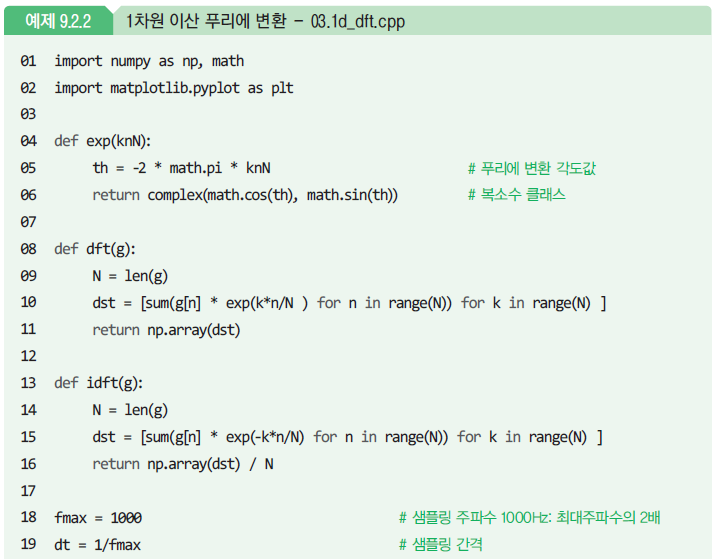 예제 9.2.2 1차원 이산 푸리에 변환 - 03.1d_dft.cpp
01 import numpy as np, math
02 import matplotlib.pyplot as plt
03
04 def exp(knN):
05 th = -2 * math.pi * knN # 푸리에 변환 각도값
06 return complex(math.cos(th), math.sin(th)) # 복소수 클래스
07
08 def dft(g):
09 N = len(g)
10 dst = [sum(g[n] * exp(k*n/N ) for n in range(N)) for k in range(N) ]
11 return np.array(dst)
12
13 def idft(g):
14 N = len(g)
15 dst = [sum(g[n] * exp(-k*n/N) for n in range(N)) for k in range(N) ]
16 return np.array(dst) / N
17
18 fmax = 1000 # 샘플링 주파수 1000Hz: 최대주파수의 2배
19 dt = 1/fmax # 샘플링 간격